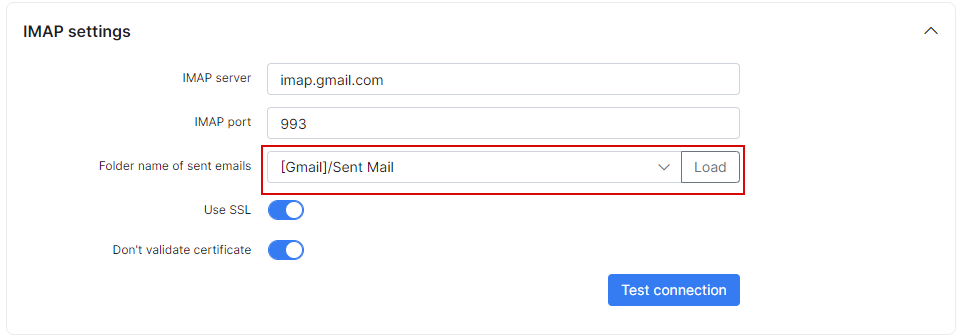 IMAP settings
IMAP server imap.gmail.com
IMAP port 993
Folder name of sent emails [Gmail]/Sent Mail Load
Use SSL
Don't validate certificate
Test connection